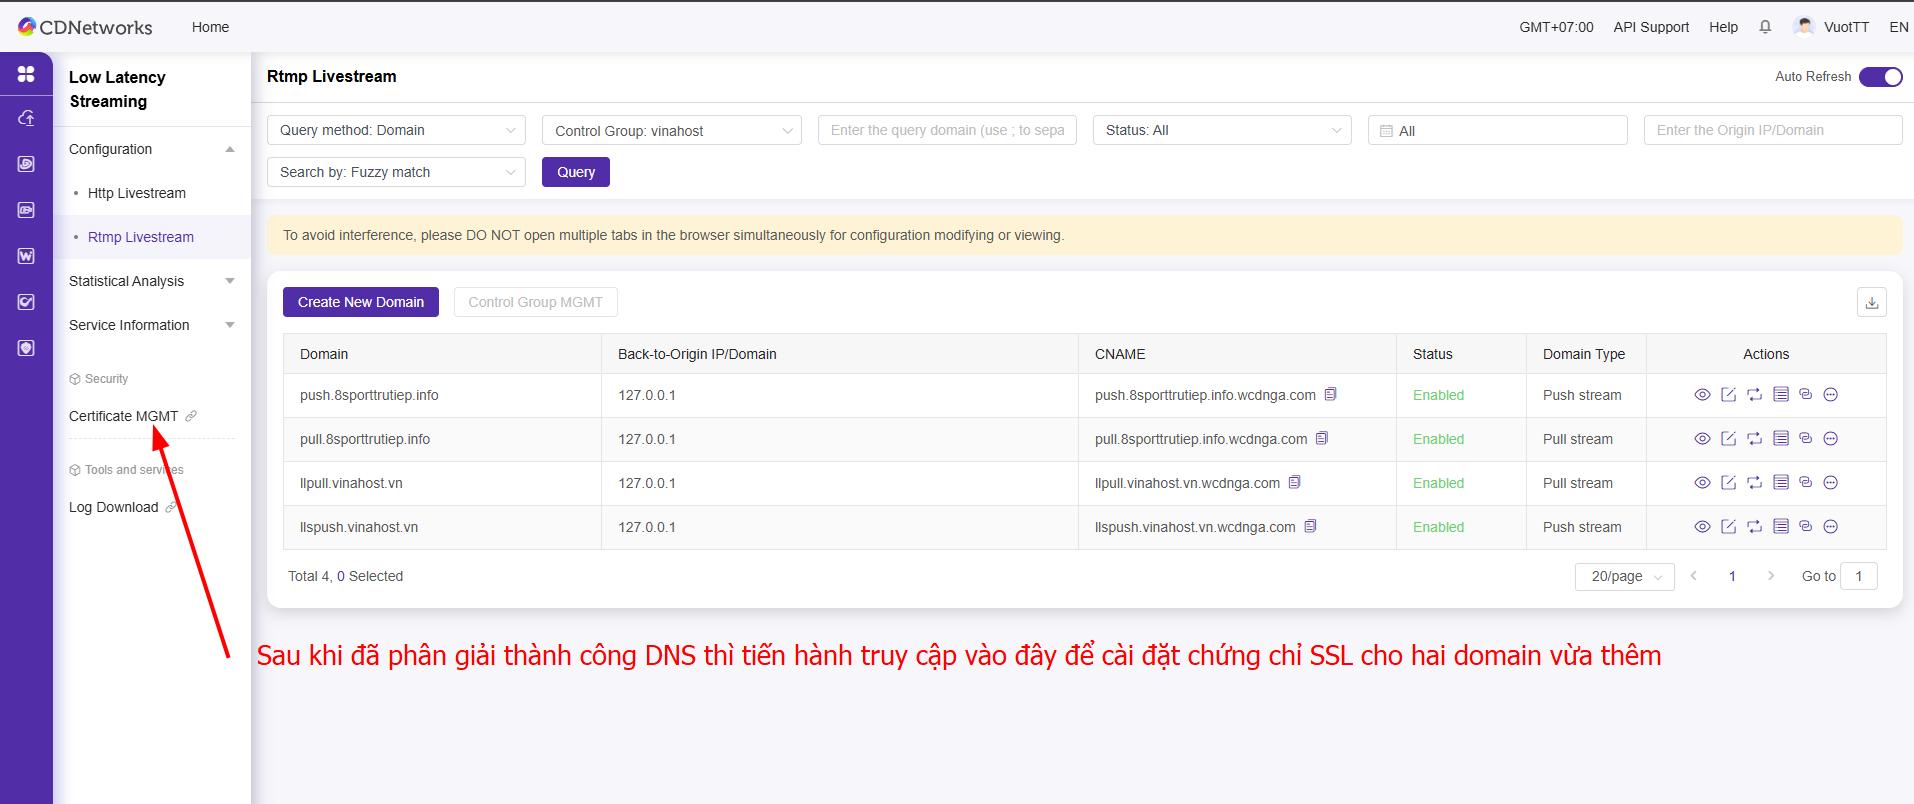 CDNetworks
Home
GMT+07:00
API Support
Help
VuotTT
EN
Low Latency
Streaming
Configuration
• Http Livestream
• Rtmp Livestream
Statistical Analysis
Service Information
Security
Certificate MGMT
Tools and services
Log Download
Rtmp Livestream
Auto Refresh
Query method: Domain
Control Group: vinahost
Enter the query domain (use ; to sepa
Status: All
All
Enter the Origin IP/Domain
Search by: Fuzzy match
Query
To avoid interference, please DO NOT open multiple tabs in the browser simultaneously for configuration modifying or viewing.
Create New Domain
Control Group MGMT
Domain Back-to-Origin IP/Domain CNAME Status Domain Type Actions
push.8sporttrutiep.info 127.0.0.1 push.8sporttrutiep.info.wcdnga.com Enabled Push stream
pull.8sporttrutiep.info 127.0.0.1 pull.8sporttrutiep.info.wcdnga.com Enabled Pull stream
llpull.vinahost.vn 127.0.0.1 llpull.vinahost.vn.wcdnga.com Enabled Pull stream
llspush.vinahost.vn 127.0.0.1 llspush.vinahost.vn.wcdnga.com Enabled Push stream
Total 4, 0 Selected
20/page
1
Go to 1
Sau khi đã phân giải thành công DNS thì tiến hành truy cập vào đây để cài đặt chứng chỉ SSL cho hai domain vừa thêm